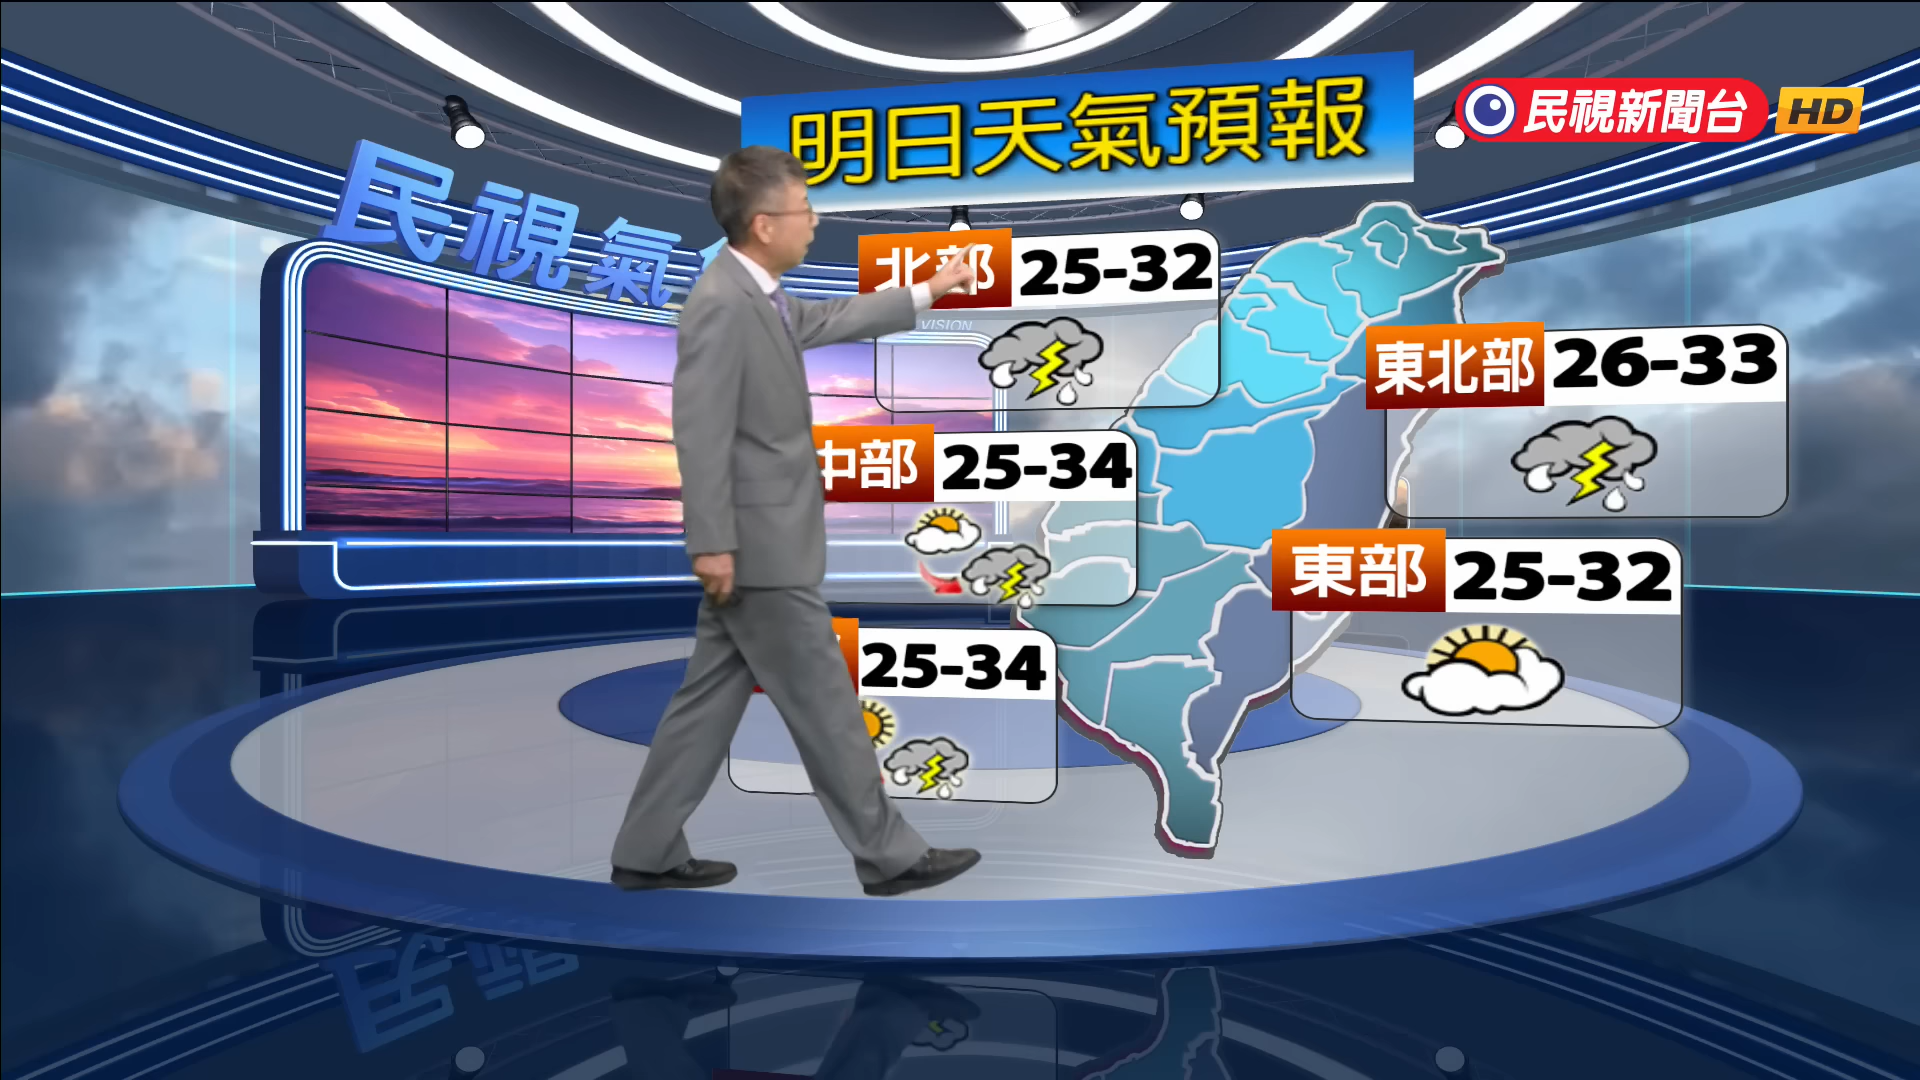 明日天氣預報
民視新聞台 HD
民視氣
VISION
北部 25-32
東北部 26-33
中部 25-34
東部 25-32
25-34